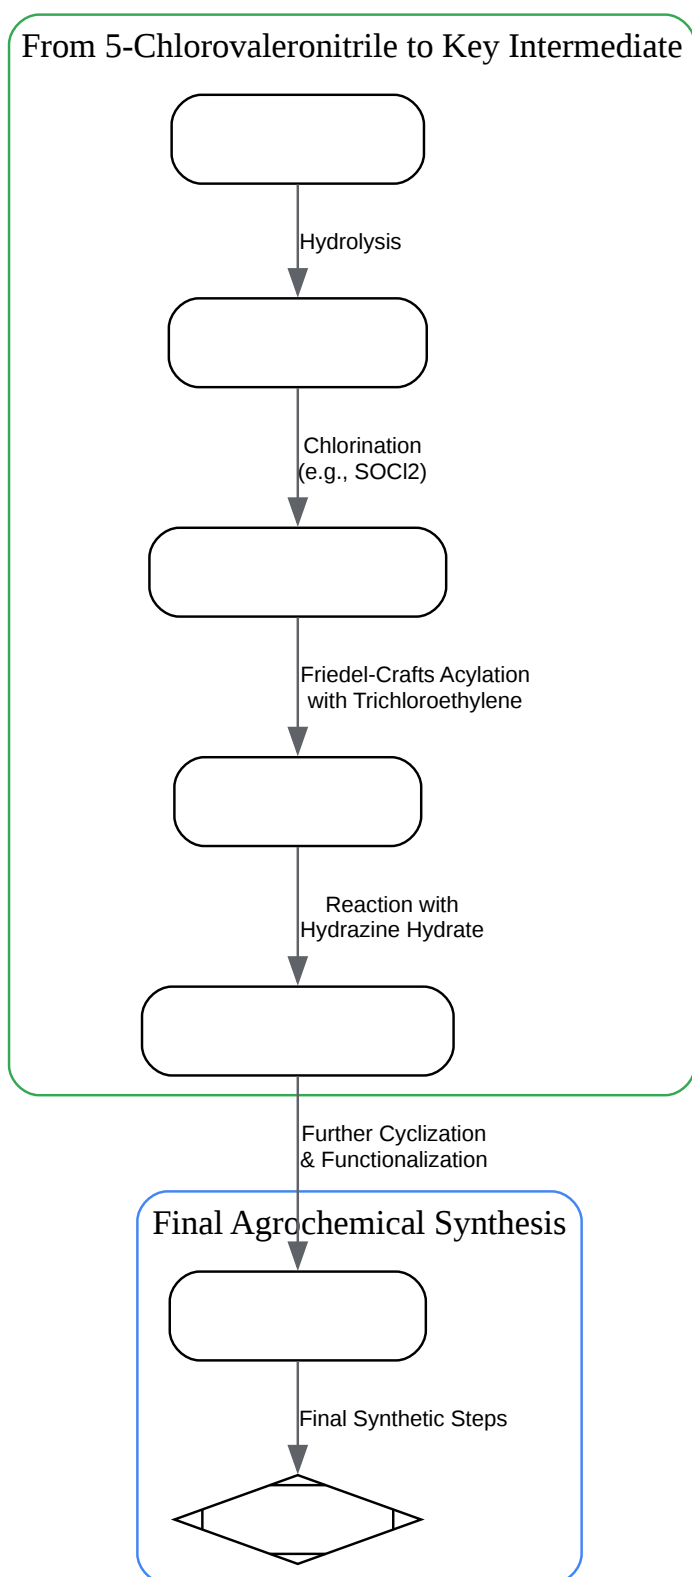 From 5-Chlorovaleronitrile to Key Intermediate
Hydrolysis
Chlorination
(e.g., SOCl2)
Friedel-Crafts Acylation
with Trichloroethylene
Reaction with
Hydrazine Hydrate
Further Cyclization
& Functionalization
Final Agrochemical Synthesis
Final Synthetic Steps